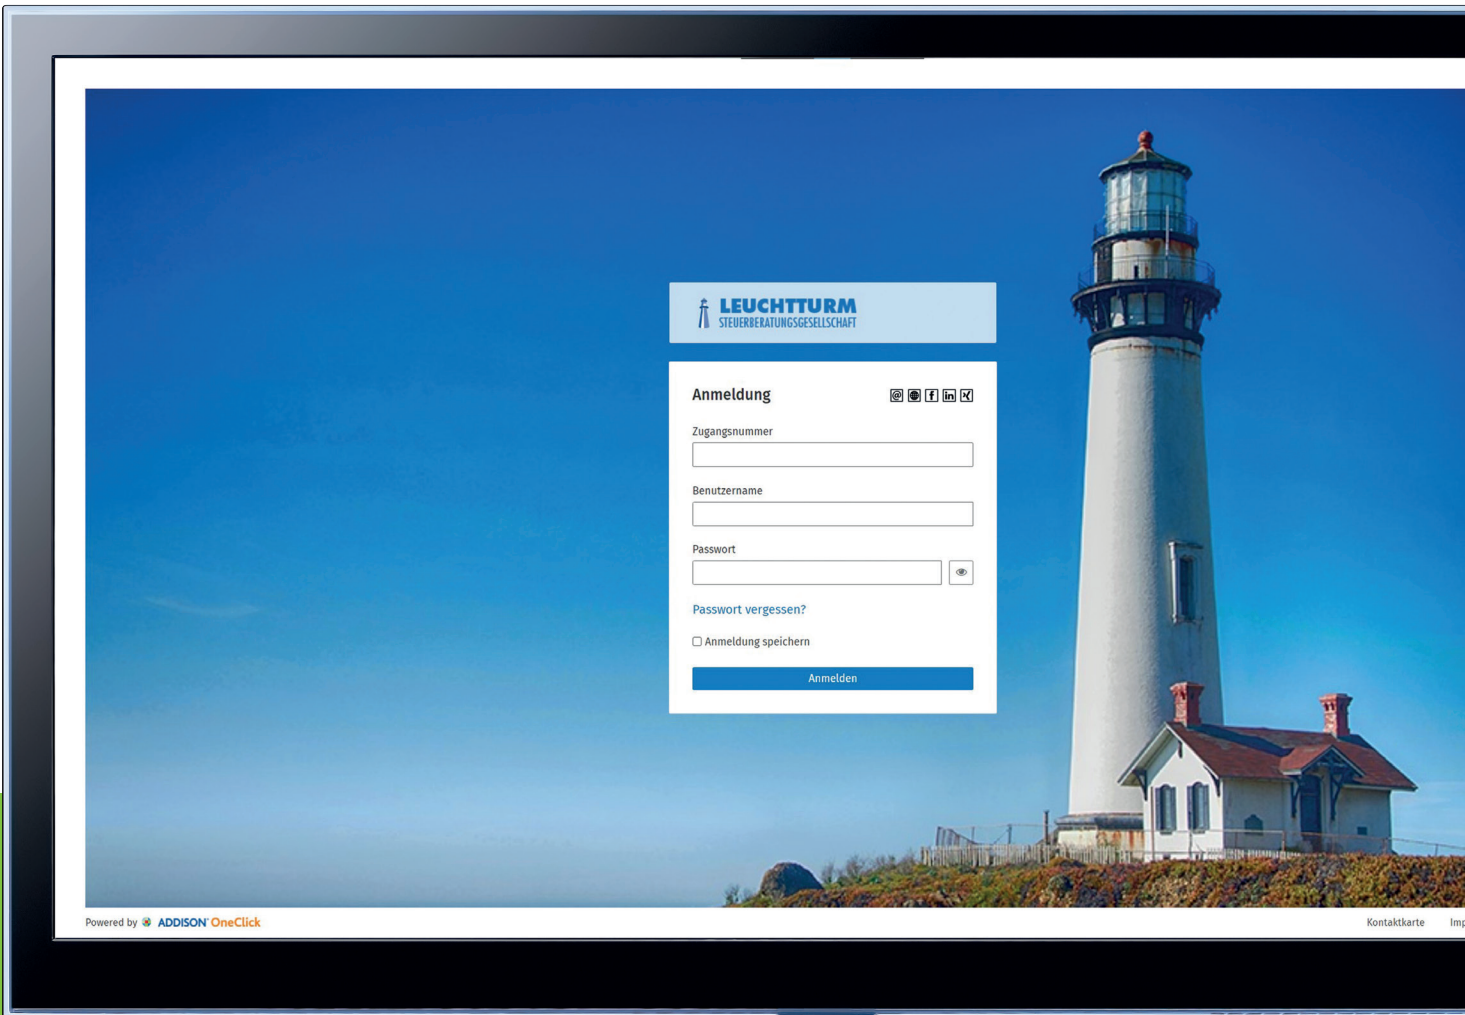 LEUCHTTURM
STEUERBERATUNGSGESELLSCHAFT
Anmeldung
Zugangsnummer
Benutzername
Passwort
Passwort vergessen?
Anmeldung speichern
Anmelden
Powered by ADDISON OneClick
Kontaktkarte